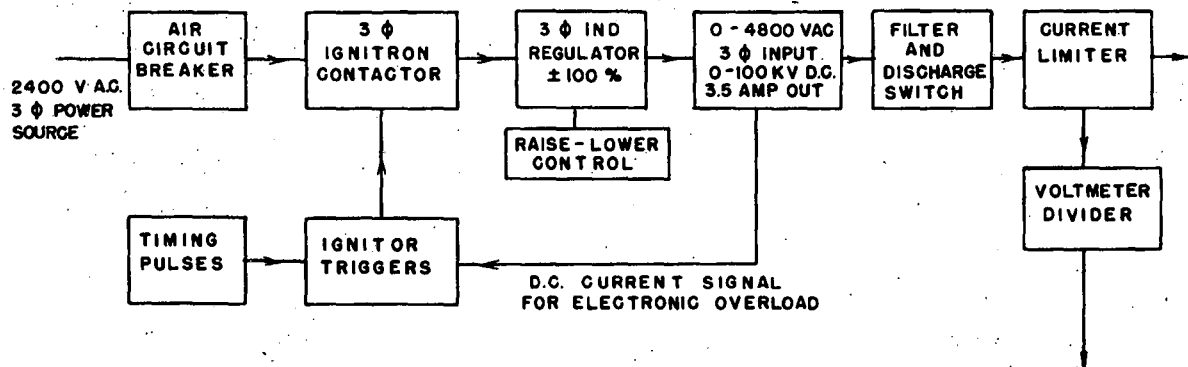 2400 V A.C.
3 ф POWER
SOURCE
AIR
CIRCUIT
BREAKER
3 ф
IGNITRON
CONTACTOR
3 ф IND
REGULATOR
± 100 %
RAISE-LOWER
CONTROL
0 - 4800 VAC
3 ф INPUT
0-100 KV D.C.
3.5 AMP OUT
FILTER
AND
DISCHARGE
SWITCH
CURRENT
LIMITER
VOLTMETER
DIVIDER
TIMING
PULSES
IGNITOR
TRIGGERS
D.C. CURRENT SIGNAL
FOR ELECTRONIC OVERLOAD